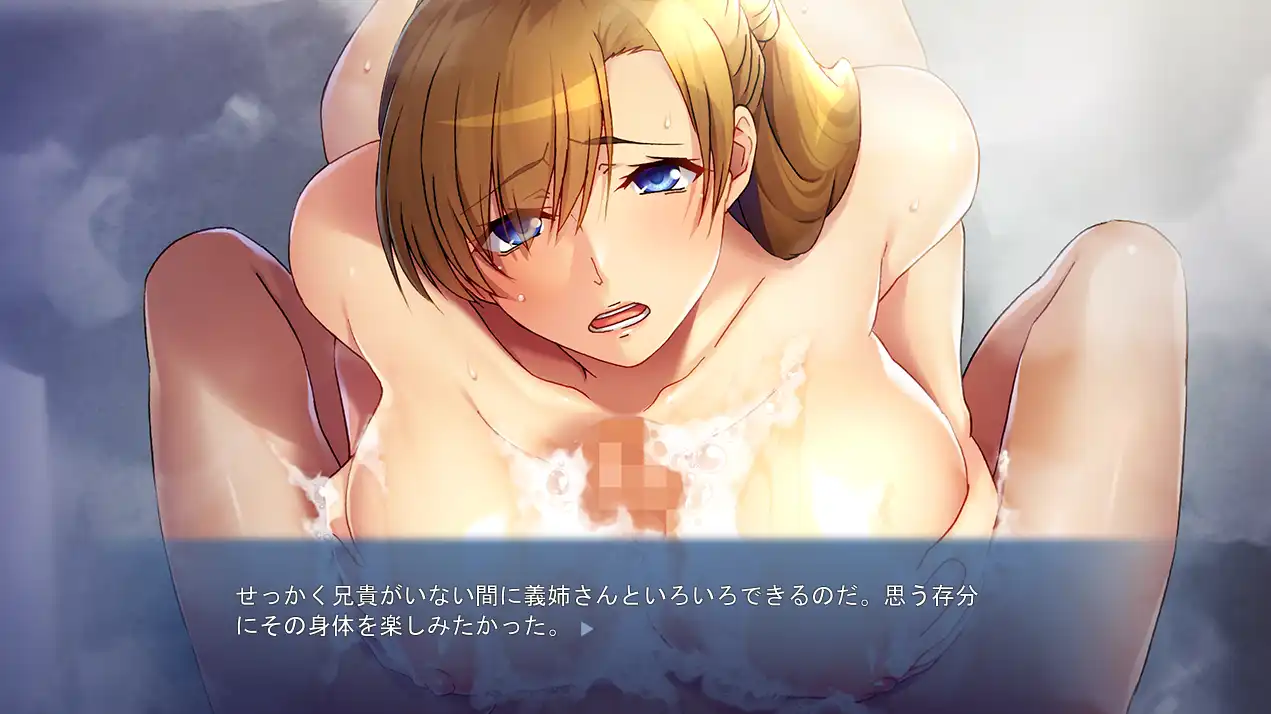 せっかく兄貴がいない間に義姉さんといろいろできるのだ。思う存分
にその身体を楽しみたかった。